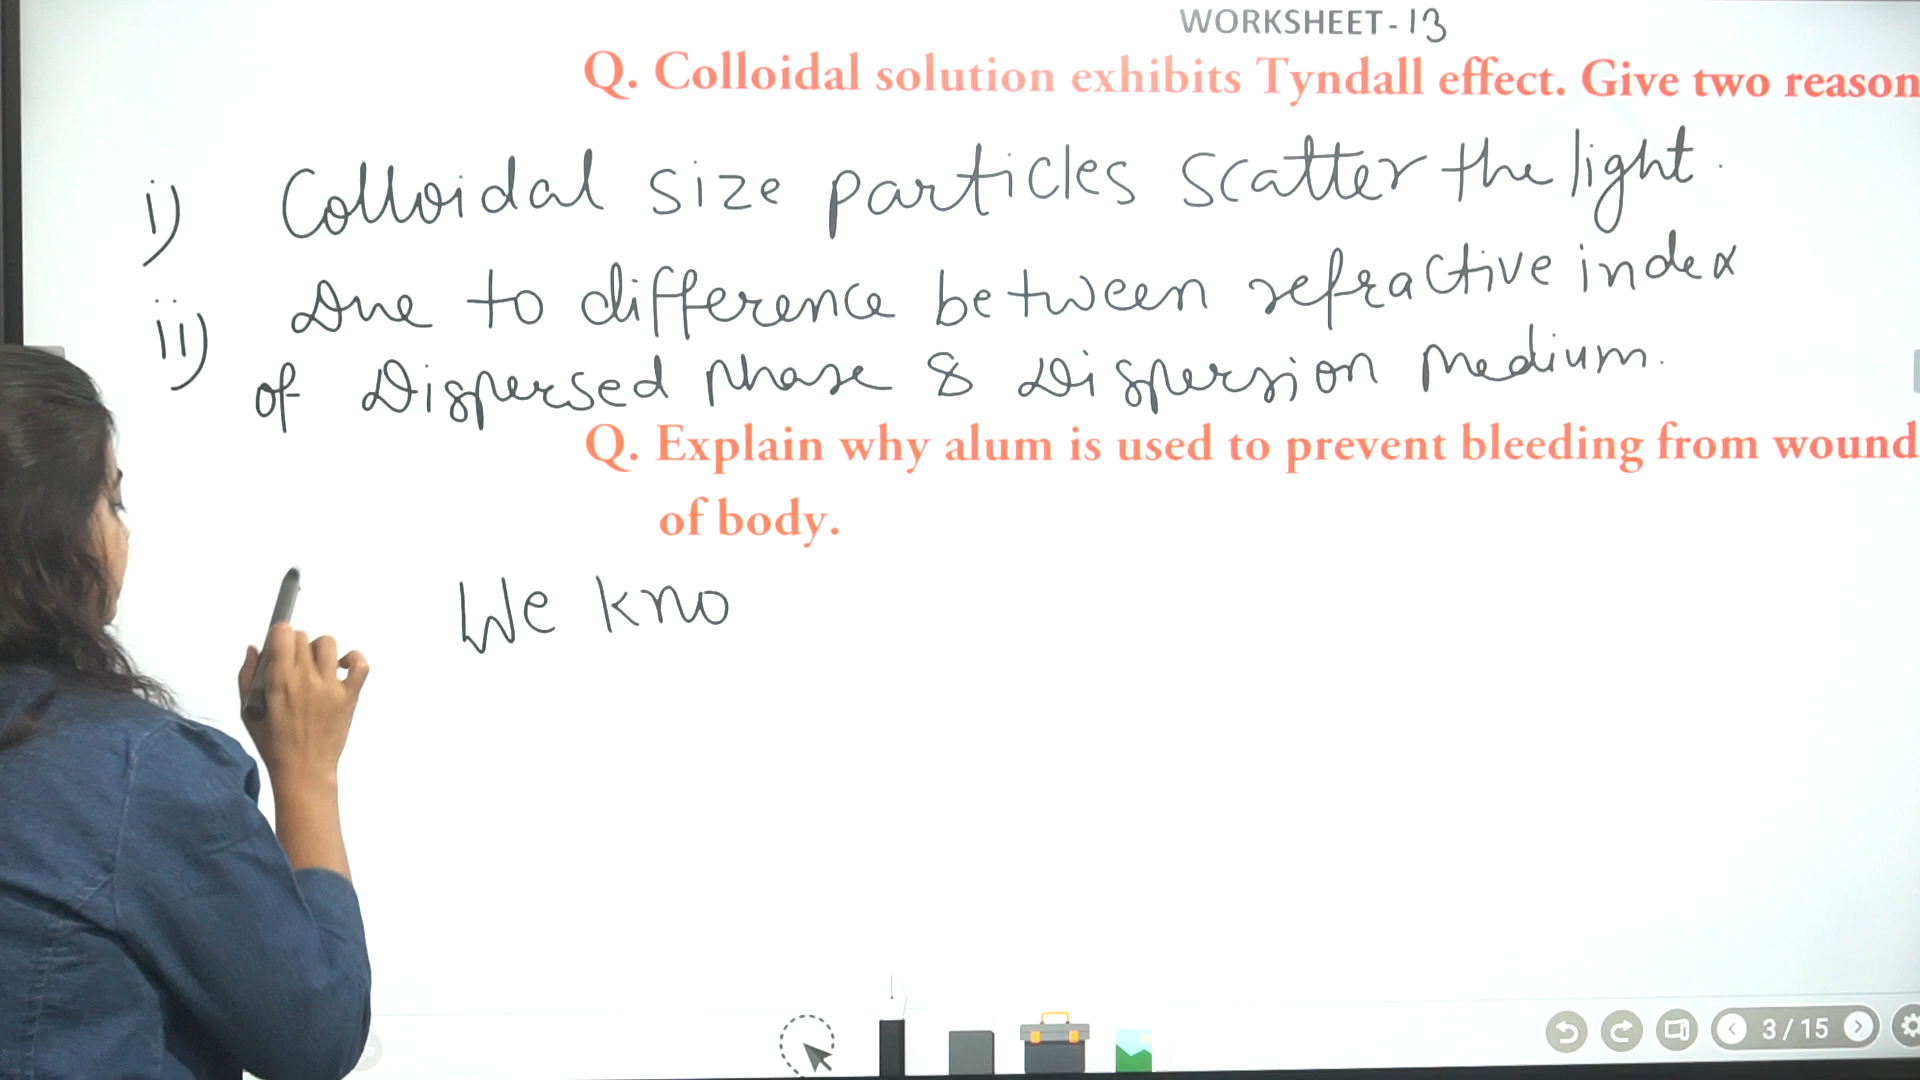 WORKSHEET-13
Q. Colloidal solution exhibits Tyndall effect. Give two reason
i) Colloidal size particles scatter the light.
ii) Due to difference between refractive index
of Dispersed phase & Dispersion Medium.
Q. Explain why alum is used to prevent bleeding from wound
of body.
We kno
3/15